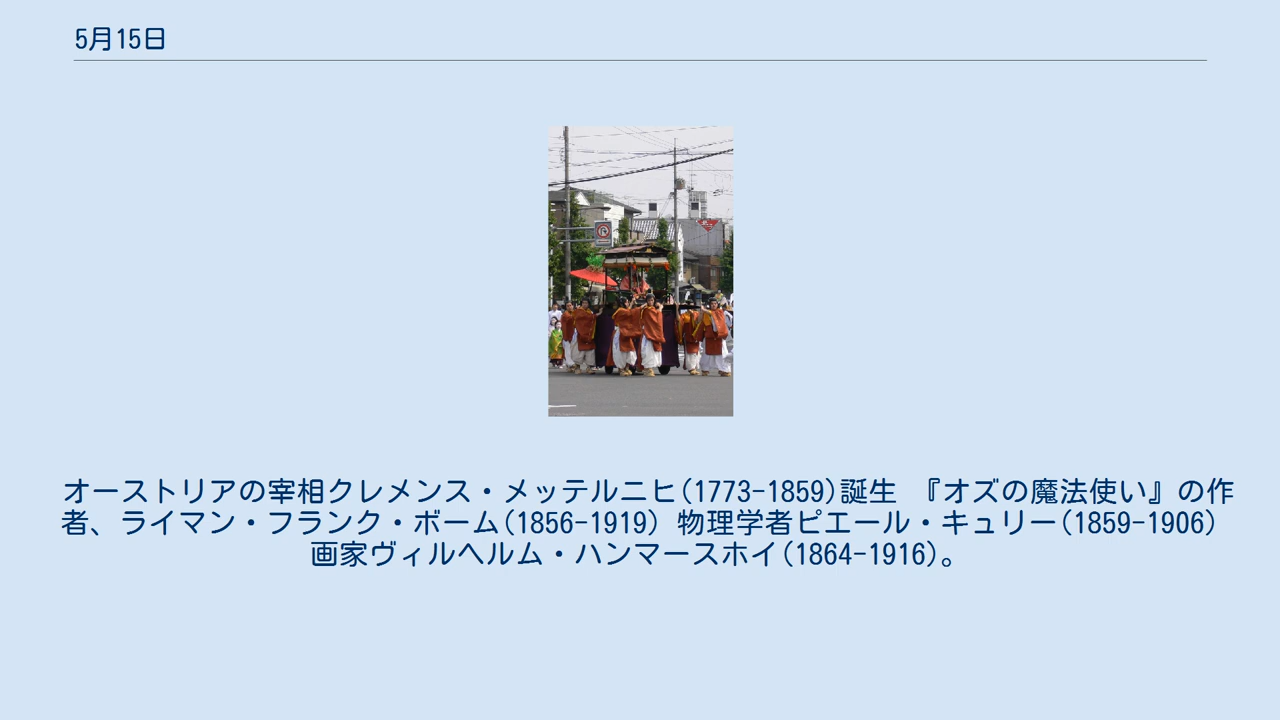 5月15日
オーストリアの宰相クレメンス・メッテルニヒ(1773-1859)誕生 『オズの魔法使い』の作
者、ライマン・フランク・ボーム(1856-1919) 物理学者ピエール・キュリー(1859-1906)
画家ヴィルヘルム・ハンマースホイ(1864-1916)。